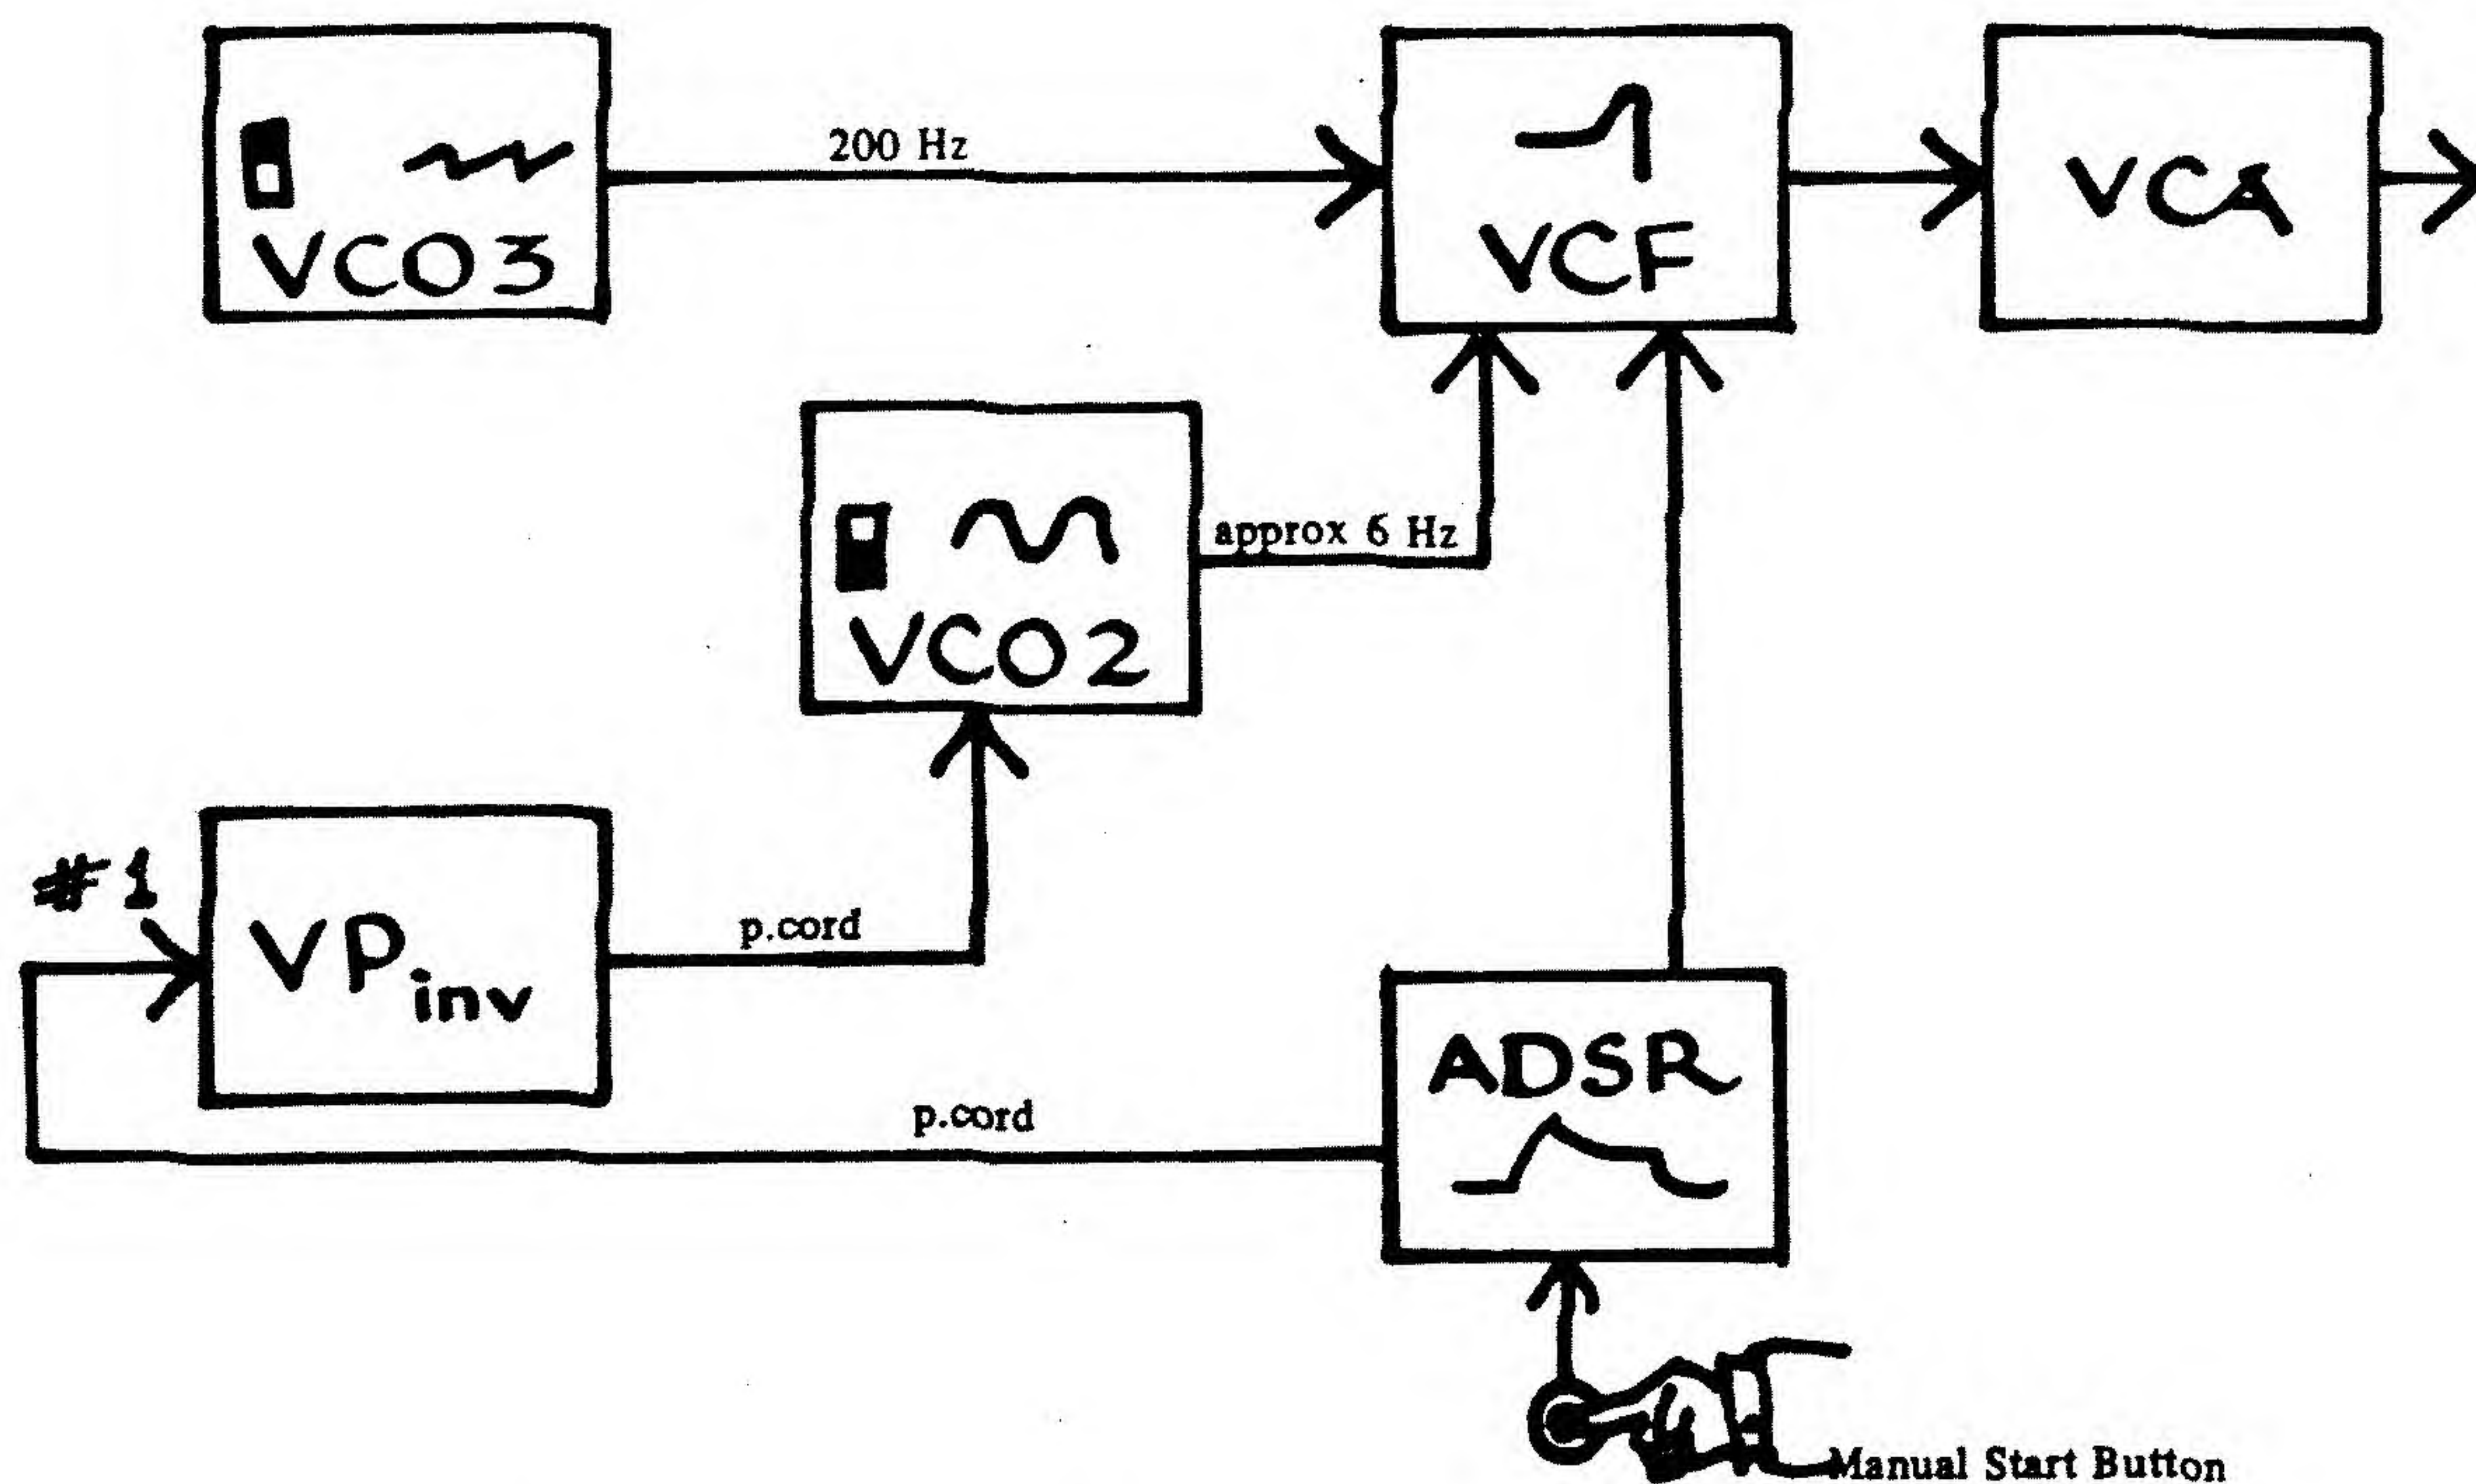 200 Hz
VCO3
VCF
VCA
approx 6 Hz
VCO2
#1
VPinv
p.cord
p.cord
ADSR
Manual Start Button